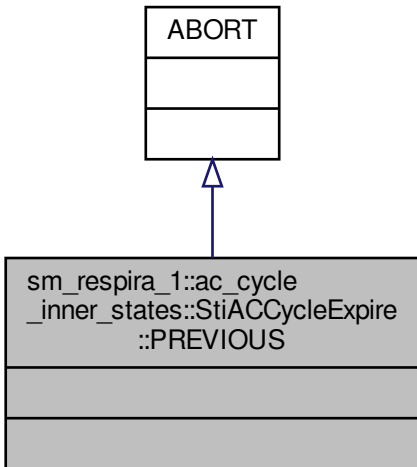 ABORT
sm_respira_1::ac_cycle
_inner_states::StiACCycleExpire
::PREVIOUS